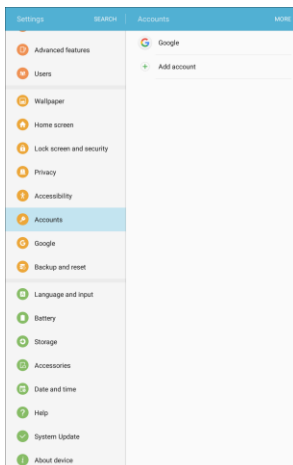 Settings SEARCH Accounts MORE
Advanced features
Users
Wallpaper
Home screen
Lock screen and security
Privacy
Accessibility
Accounts
Google
Backup and reset
Language and input
Battery
Storage
Accessories
Date and time
Help
System Update
About device
Google
Add account